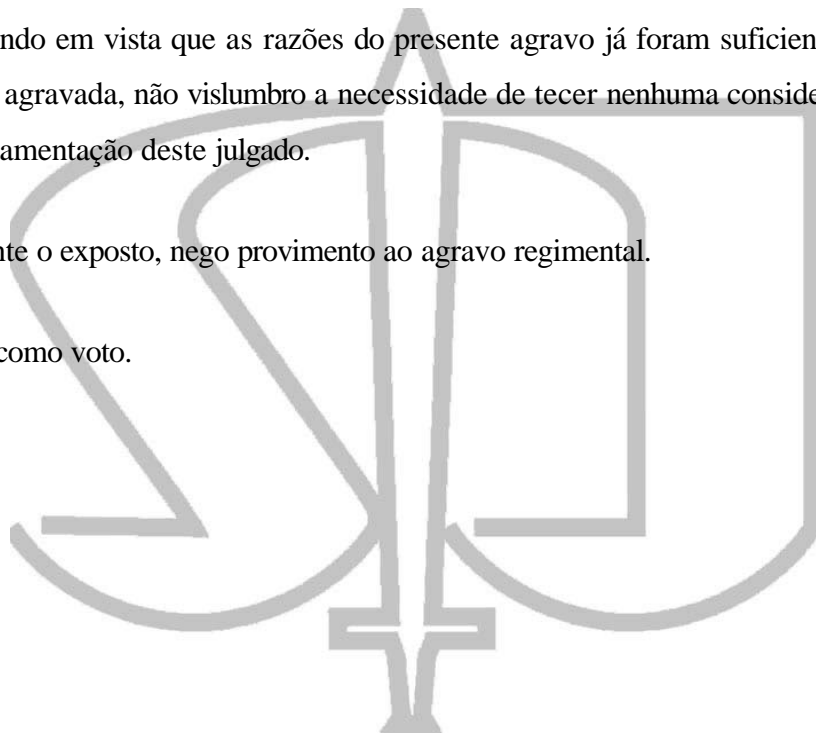 ndo em vista que as razões do presente agravo já foram suficien
agravada, não vislumbro a necessidade de tecer nenhuma conside
amentação deste julgado.
nte o exposto, nego provimento ao agravo regimental.
como voto.